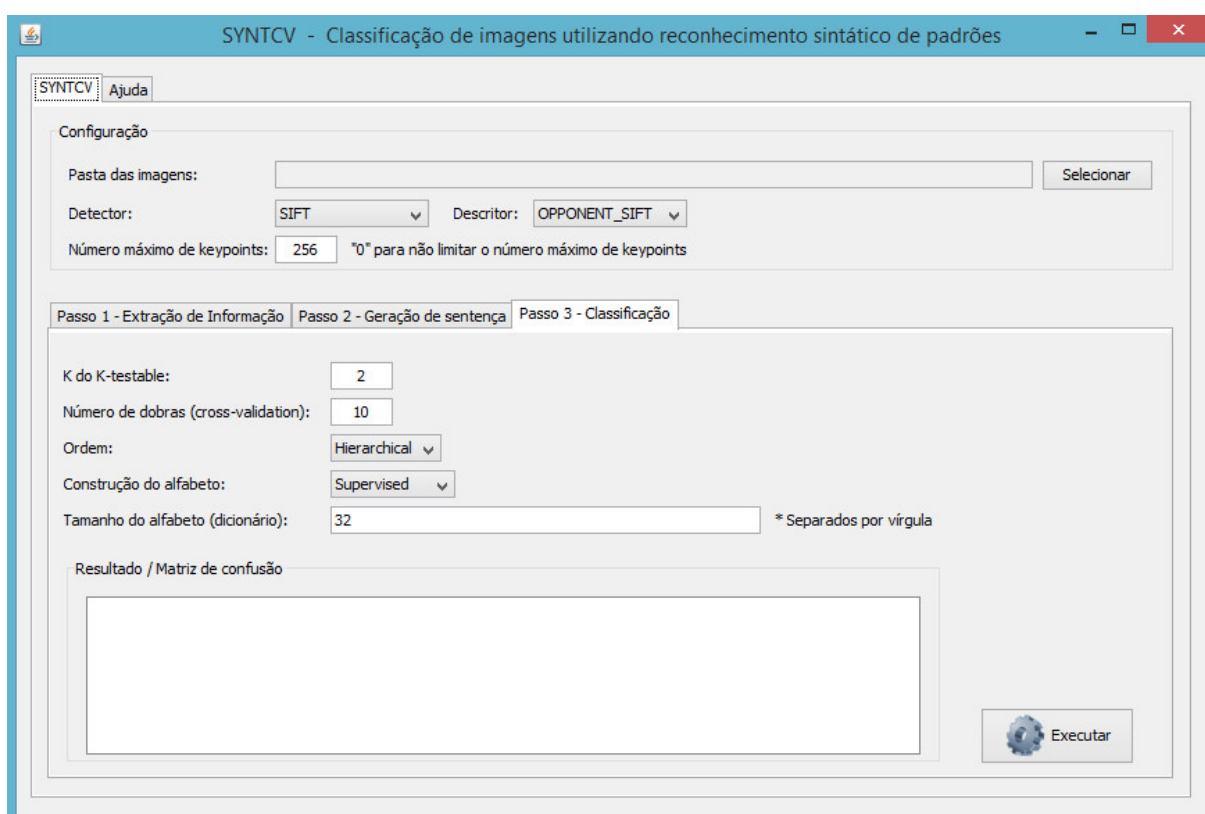 SYNTCV - Classificação de imagens utilizando reconhecimento sintático de padrões
SYNTCV Ajuda
Configuração
Pasta das imagens: Selecionar
Detector: SIFT Descritor: OPPONENT_SIFT
Número máximo de keypoints: 256 "0" para não limitar o número máximo de keypoints
Passo 1 - Extração de Informação Passo 2 - Geração de sentença Passo 3 - Classificação
K do K-testable: 2
Número de dobras (cross-validation): 10
Ordem: Hierarchical
Construção do alfabeto: Supervised
Tamanho do alfabeto (dicionário): 32 * Separados por vírgula
Resultado / Matriz de confusão
Executar